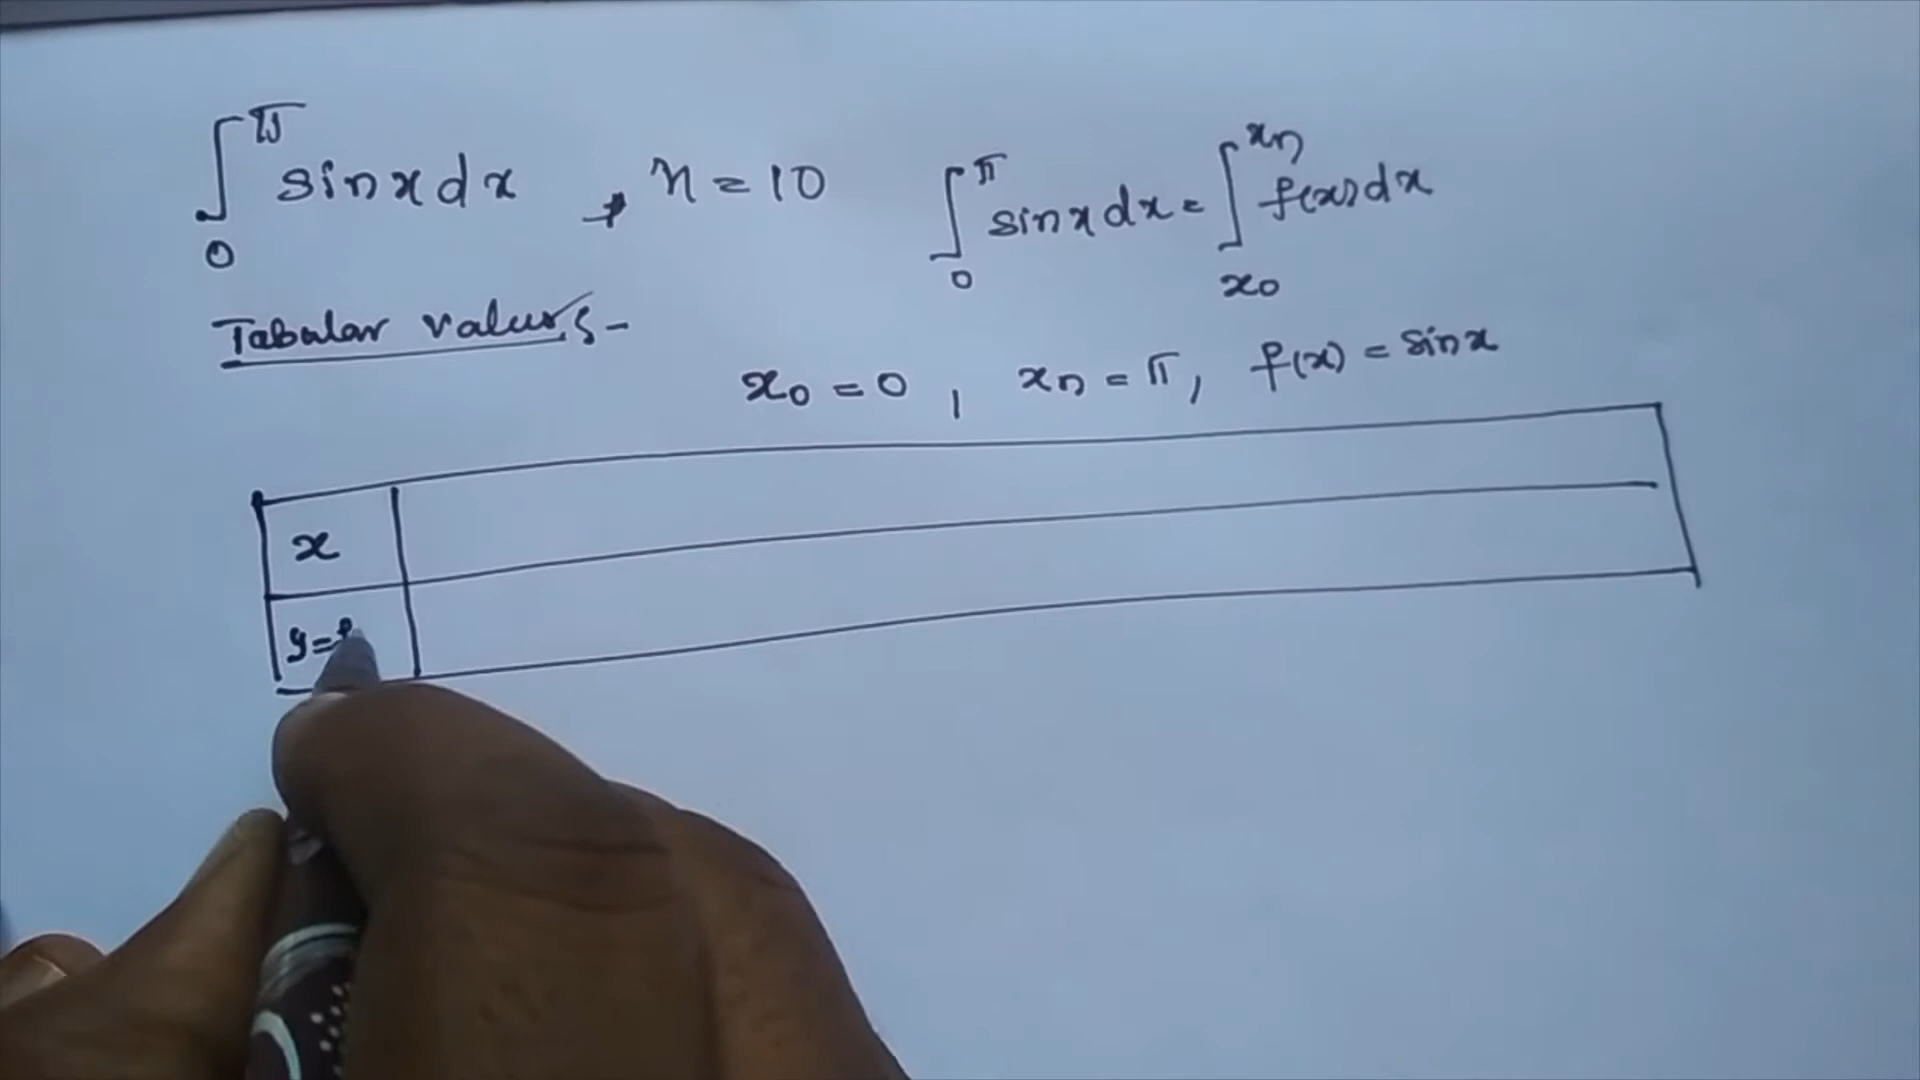 ∫₀^π sin x dx , n = 10
∫₀^π sin x dx = ∫_{x₀}^{xₙ} f(x) dx
Tabular values :-
x₀ = 0 , xₙ = π , f(x) = sin x
x
y = f